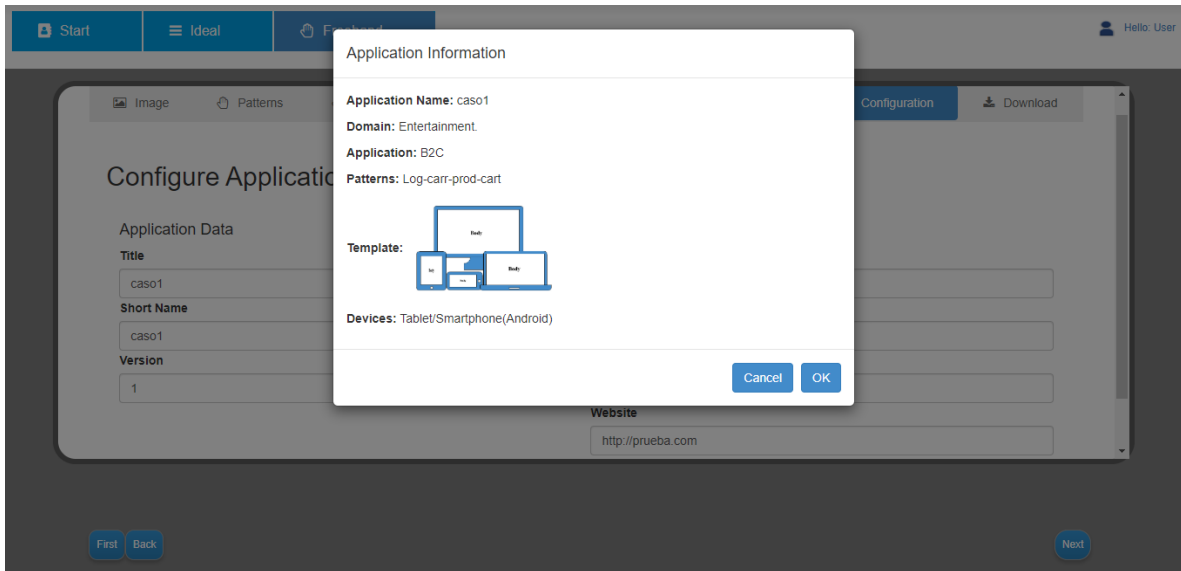 Start
Ideal
Freehand
Hello: User
Image
Patterns
Configuration
Download
Configure Applicatio
Application Data
Title
caso1
Short Name
caso1
Version
1
Website
http://prueba.com
Application Information
Application Name: caso1
Domain: Entertainment.
Application: B2C
Patterns: Log-carr-prod-cart
Template:
Body
Body
Devices: Tablet/Smartphone(Android)
Cancel
OK
First
Back
Next